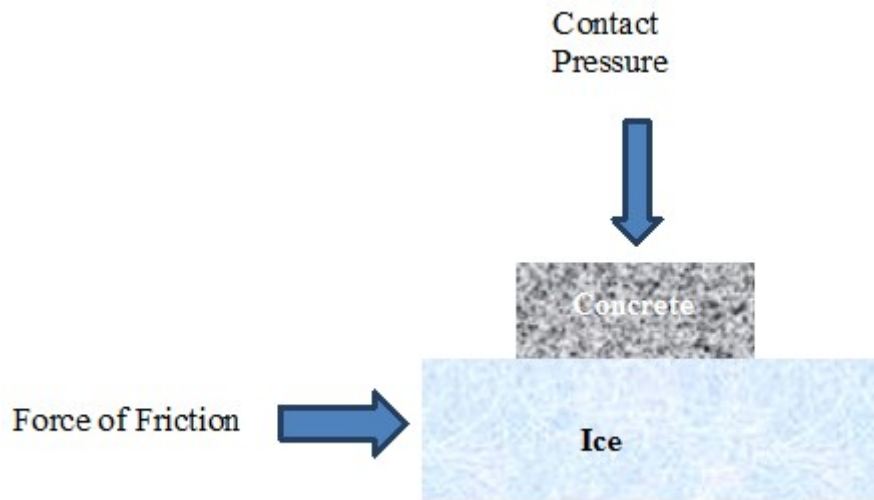 Contact
Pressure
Concrete
Force of Friction
Ice